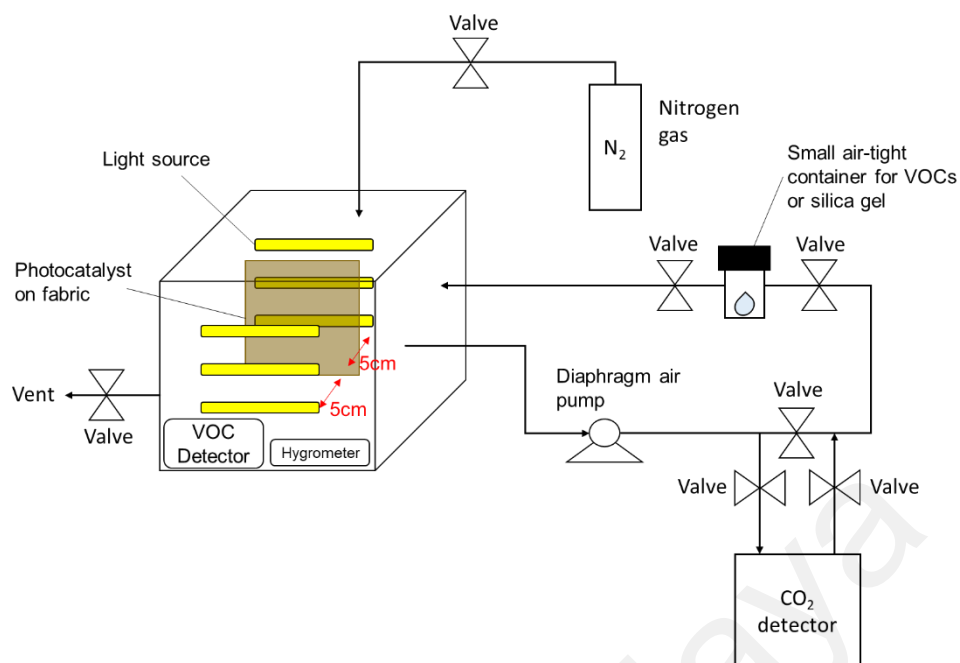 Valve
Nitrogen
gas
N₂
Light source
Small air-tight
container for VOCs
or silica gel
Valve
Valve
Photocatalyst
on fabric
5cm
5cm
Vent
Valve
Diaphragm air
pump
Valve
VOC
Detector
Hygrometer
Valve
Valve
CO₂
detector